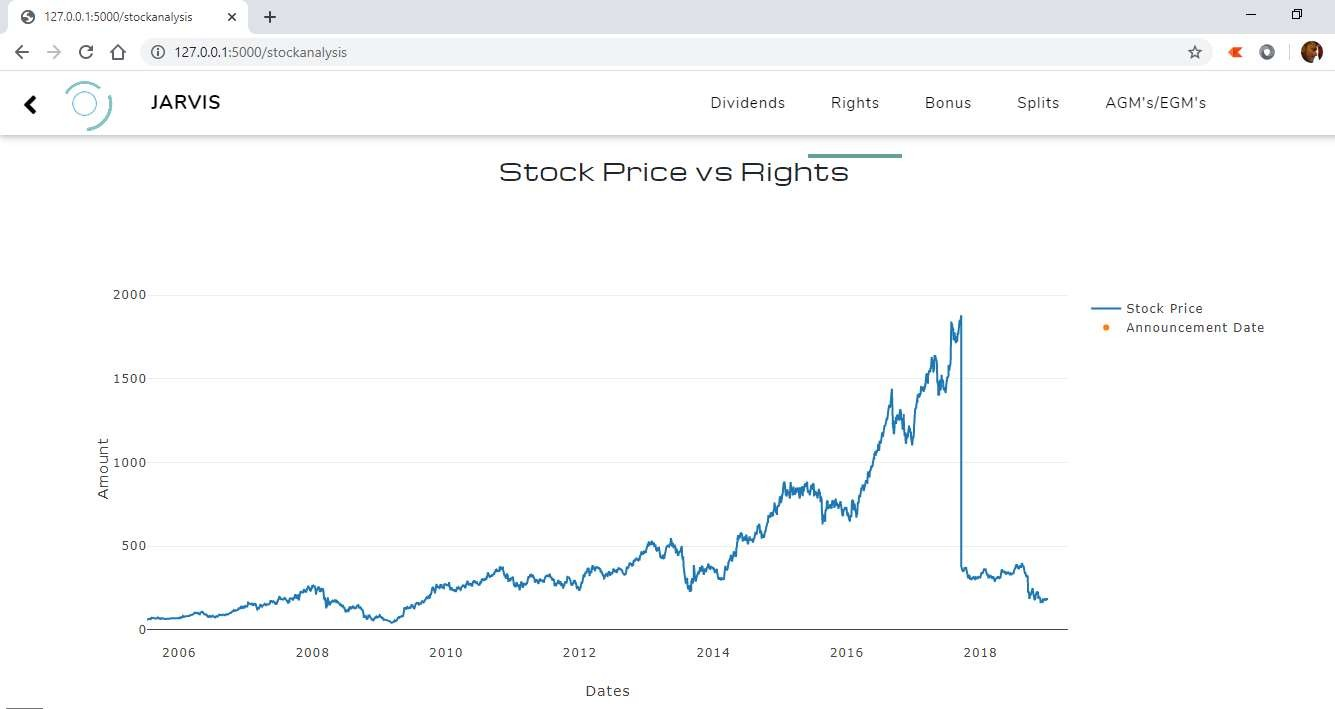 127.0.0.1:5000/stockanalysis
127.0.0.1:5000/stockanalysis
JARVIS
Dividends Rights Bonus Splits AGM's/EGM's
Stock Price vs Rights
2000
1500
1000
500
0
Amount
Stock Price
Announcement Date
2006 2008 2010 2012 2014 2016 2018
Dates